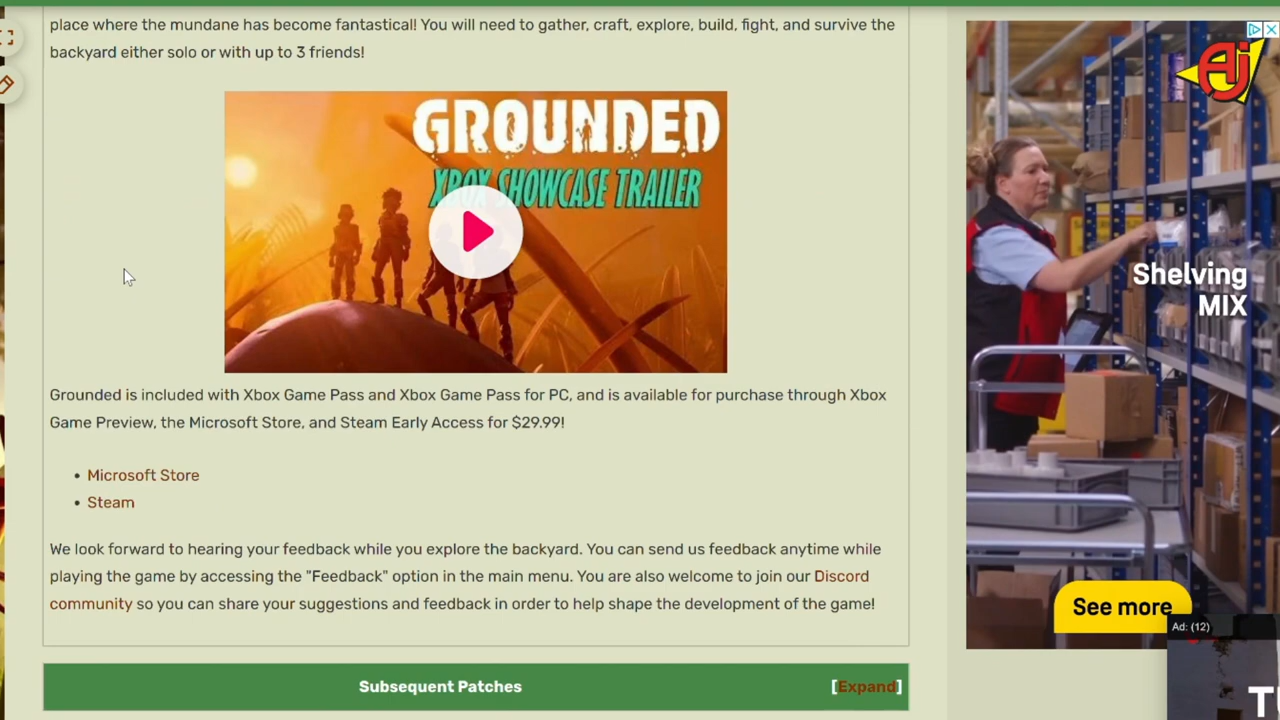 place where the mundane has become fantastical! You will need to gather, craft, explore, build, fight, and survive the
backyard either solo or with up to 3 friends!
GROUNDED
XBOX SHOWCASE TRAILER
Grounded is included with Xbox Game Pass and Xbox Game Pass for PC, and is available for purchase through Xbox
Game Preview, the Microsoft Store, and Steam Early Access for $29.99!
• Microsoft Store
• Steam
We look forward to hearing your feedback while you explore the backyard. You can send us feedback anytime while
playing the game by accessing the "Feedback" option in the main menu. You are also welcome to join our Discord
community so you can share your suggestions and feedback in order to help shape the development of the game!
Subsequent Patches [Expand]
AJ
Shelving
MIX
See more
Ad: (12)